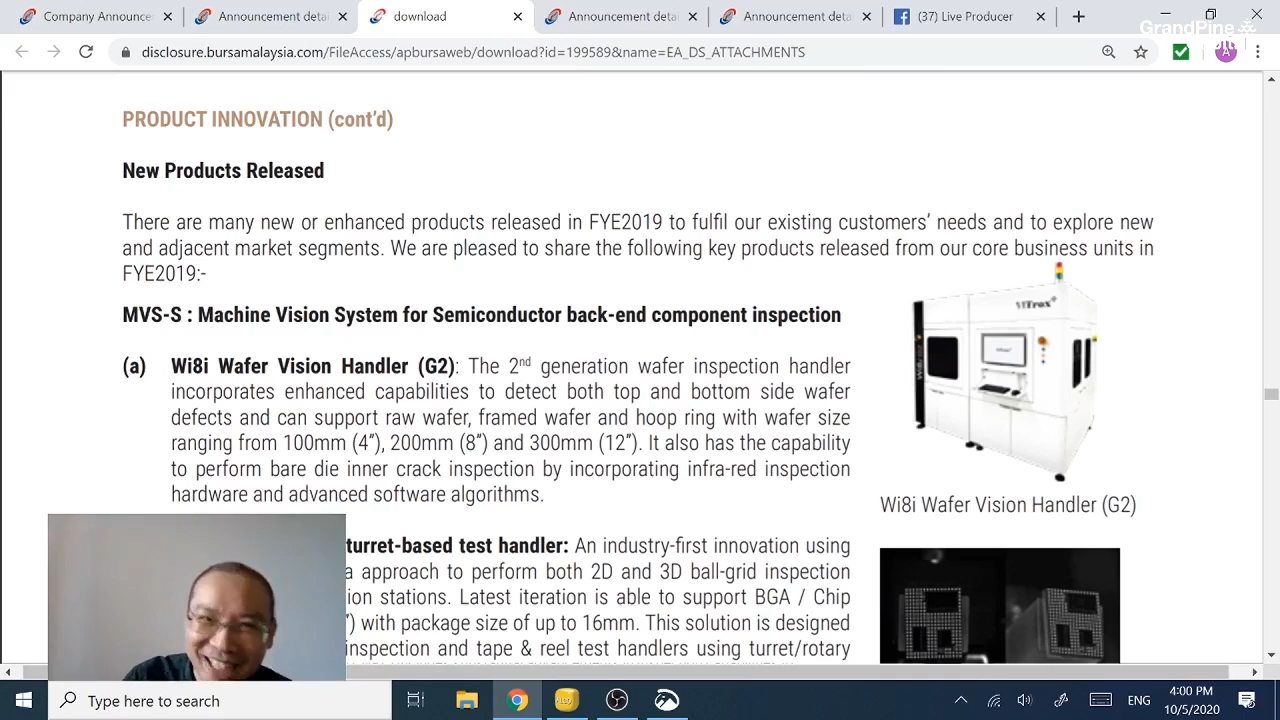 Company Announce
Announcement detai
download
Announcement detai
Announcement detai
(37) Live Producer
GrandPine
disclosure.bursamalaysia.com/FileAccess/apbursaweb/download?id=199589&name=EA_DS_ATTACHMENTS
A
PRODUCT INNOVATION (cont'd)
New Products Released
There are many new or enhanced products released in FYE2019 to fulfil our existing customers' needs and to explore new
and adjacent market segments. We are pleased to share the following key products released from our core business units in
FYE2019:-
MVS-S : Machine Vision System for Semiconductor back-end component inspection
(a) Wi8i Wafer Vision Handler (G2): The 2nd generation wafer inspection handler
incorporates enhanced capabilities to detect both top and bottom side wafer
defects and can support raw wafer, framed wafer and hoop ring with wafer size
ranging from 100mm (4”), 200mm (8”) and 300mm (12”). It also has the capability
to perform bare die inner crack inspection by incorporating infra-red inspection
hardware and advanced software algorithms.
ViTrox
Wi8i Wafer Vision Handler (G2)
turret-based test handler: An industry-first innovation using
a approach to perform both 2D and 3D ball-grid inspection
ion stations. Latest iteration is able to support BGA / Chip
”) with package size of up to 16mm. This solution is designed
inspection and tape & reel test handlers using turret/rotary
Type here to search
ENG
4:00 PM
10/5/2020